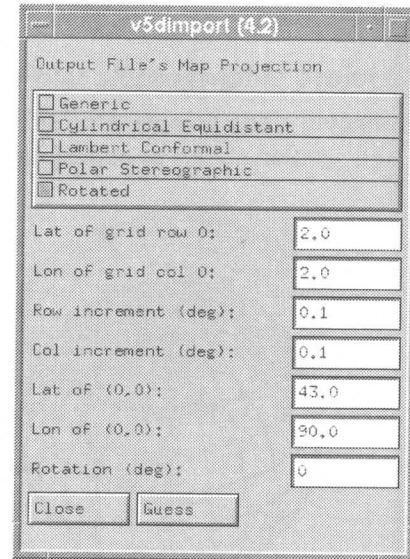 v5dimport (4.2)
Output File's Map Projection
Generic
Cylindrical Equidistant
Lambert Conformal
Polar Stereographic
Rotated
Lat of grid row 0: 2.0
Lon of grid col 0: 2.0
Row increment (deg): 0.1
Col increment (deg): 0.1
Lat of (0,0): 43.0
Lon of (0,0): 90.0
Rotation (deg): 0
Close Guess